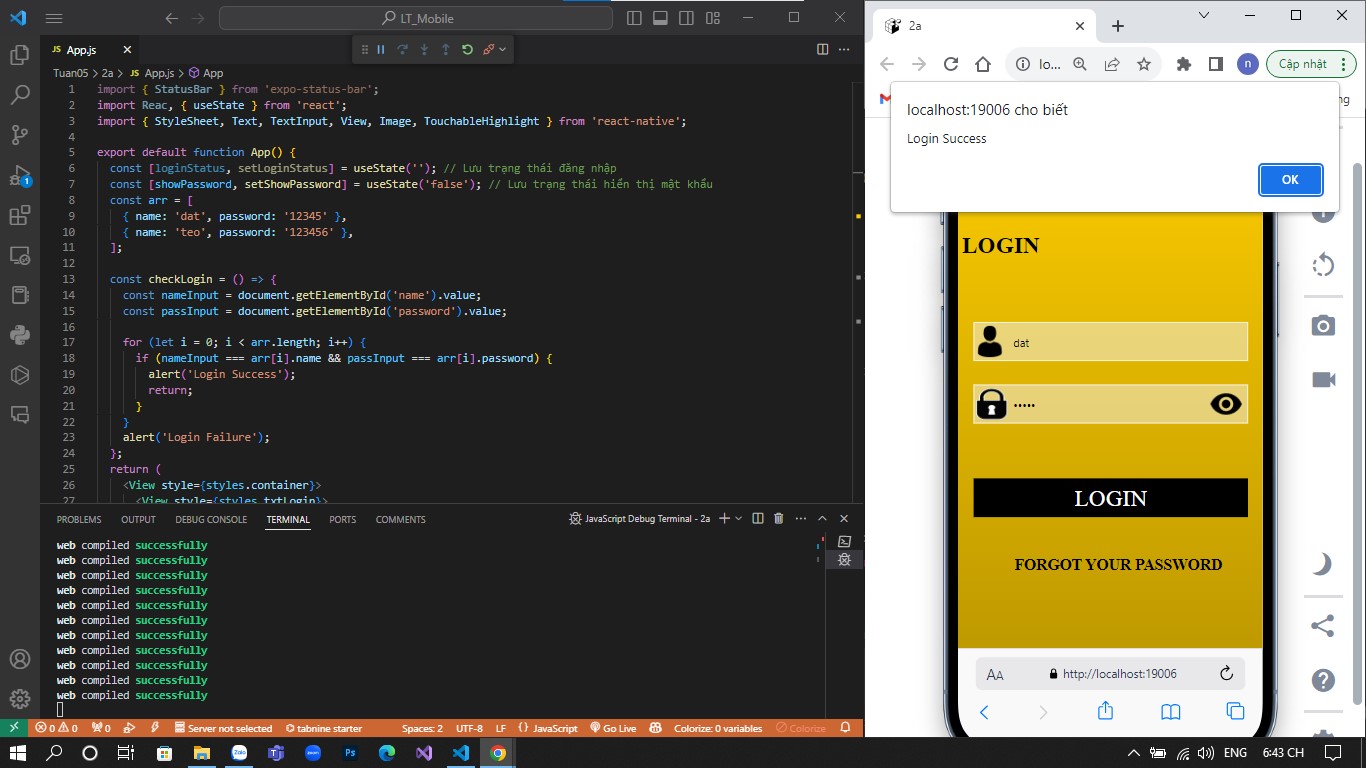 LT_Mobile
JS App.js
Tuan05 > 2a > JS App.js > App
1 import { StatusBar } from 'expo-status-bar';
2 import Reac, { useState } from 'react';
3 import { StyleSheet, Text, TextInput, View, Image, TouchableHighlight } from 'react-native';
4
5 export default function App() {
6 const [loginStatus, setLoginStatus] = useState(''); // Lưu trạng thái đăng nhập
7 const [showPassword, setShowPassword] = useState('false'); // Lưu trạng thái hiển thị mật khẩu
8 const arr = [
9 { name: 'dat', password: '12345' },
10 { name: 'teo', password: '123456' },
11 ];
12
13 const checkLogin = () => {
14 const nameInput = document.getElementById('name').value;
15 const passInput = document.getElementById('password').value;
16
17 for (let i = 0; i < arr.length; i++) {
18 if (nameInput === arr[i].name && passInput === arr[i].password) {
19 alert('Login Success');
20 return;
21 }
22 }
23 alert('Login Failure');
24 };
25 return (
26 <View style={styles.container}>
27 <View style={styles.txtLogin}>
PROBLEMS OUTPUT DEBUG CONSOLE TERMINAL PORTS COMMENTS
JavaScript Debug Terminal - 2a
web compiled successfully
web compiled successfully
web compiled successfully
web compiled successfully
web compiled successfully
web compiled successfully
web compiled successfully
web compiled successfully
web compiled successfully
web compiled successfully
web compiled successfully
1
0 0 0 Server not selected tabnine starter Spaces: 2 UTF-8 LF {} JavaScript Go Live Colorize: 0 variables Colorize
2a
lo... n Cập nhật
ng
localhost:19006 cho biết
Login Success
OK
LOGIN
dat
•••••
LOGIN
FORGOT YOUR PASSWORD
AA http://localhost:19006
Zalo zoom Ps
ENG 6:43 CH